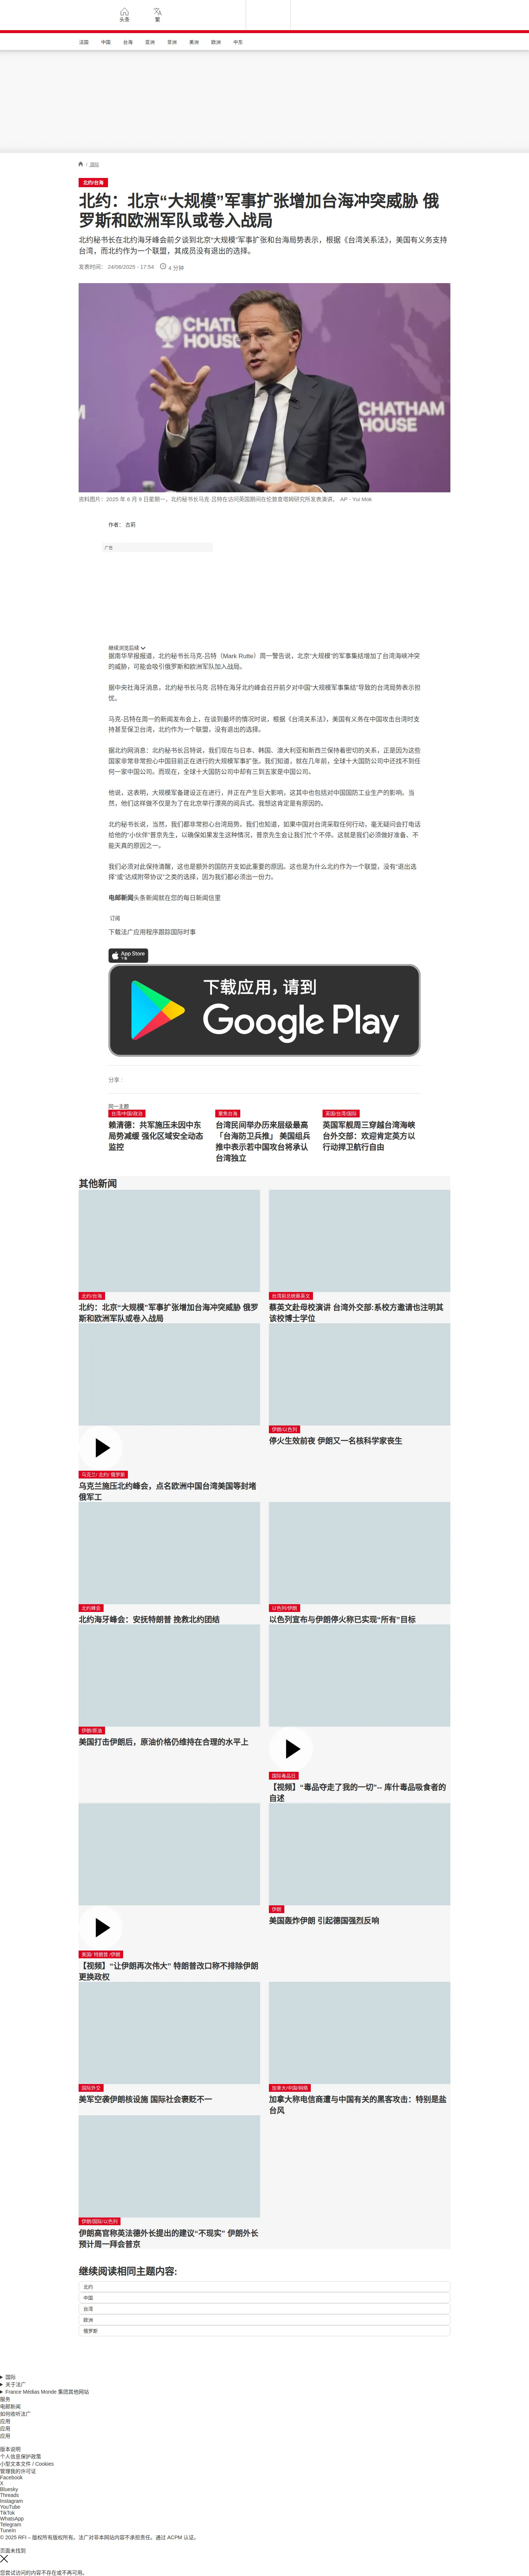 头条
繁
法国
中国
台海
亚洲
非洲
美洲
欧洲
中东
/ 国际
北约/台海
北约：北京“大规模”军事扩张增加台海冲突威胁 俄
罗斯和欧洲军队或卷入战局
北约秘书长在北约海牙峰会前夕谈到北京“大规模”军事扩张和台海局势表示，根据《台湾关系法》，美国有义务支持
台湾，而北约作为一个联盟，其成员没有退出的选择。
发表时间： 24/06/2025 - 17:54
4 分钟
CHATHAM
HOUSE
CHATHAM
HOUSE
资料图片：2025 年 6 月 9 日星期一，北约秘书长马克·吕特在访问英国期间在伦敦查塔姆研究所发表演讲。 AP - Yui Mok
作者： 古莉
广告
继续浏览后续
据南华早报报道，北约秘书长马克-吕特（Mark Rutte）周一警告说，北京“大规模”的军事集结增加了台湾海峡冲突
的威胁，可能会吸引俄罗斯和欧洲军队加入战局。
据中央社海牙消息，北约秘书长马克·吕特在海牙北约峰会召开前夕对中国“大规模军事集结”导致的台湾局势表示担
忧。
马克-吕特在周一的新闻发布会上，在谈到最坏的情况时说，根据《台湾关系法》，美国有义务在中国攻击台湾时支
持甚至保卫台湾，北约作为一个联盟，没有退出的选择。
据北约网消息：北约秘书长吕特说，我们现在与日本、韩国、澳大利亚和新西兰保持着密切的关系，正是因为这些
国家非常非常担心中国目前正在进行的大规模军事扩张。我们知道，就在几年前，全球十大国防公司中还找不到任
何一家中国公司。而现在，全球十大国防公司中却有三到五家是中国公司。
他说，这表明，大规模军备建设正在进行，并正在产生巨大影响，这其中也包括对中国国防工业生产的影响。当
然，他们这样做不仅是为了在北京举行漂亮的阅兵式。我想这肯定是有原因的。
北约秘书长说，当然，我们都非常担心台湾局势。我们也知道，如果中国对台湾采取任何行动，毫无疑问会打电话
给他的“小伙伴”普京先生，以确保如果发生这种情况，普京先生会让我们忙个不停。这就是我们必须做好准备、不
能天真的原因之一。
我们必须对此保持清醒，这也是额外的国防开支如此重要的原因。这也是为什么北约作为一个联盟，没有“退出选
择”或“达成附带协议”之类的选择，因为我们都必须出一份力。
电邮新闻头条新闻就在您的每日新闻信里
订阅
下载法广应用程序跟踪国际时事
App Store
下载
下载应用，请到
Google Play
分享 :
同一主题
台湾/中国/政治
赖清德：共军施压未因中东
局势减缓 强化区域安全动态
监控
聚焦台海
台湾民间举办历来层级最高
「台海防卫兵推」 美国组兵
推中表示若中国攻台将承认
台湾独立
英国/台湾/国际
英国军舰周三穿越台湾海峡
台外交部：欢迎肯定英方以
行动捍卫航行自由
其他新闻
北约/台海
北约：北京“大规模”军事扩张增加台海冲突威胁 俄罗
斯和欧洲军队或卷入战局
台湾前总统蔡英文
蔡英文赴母校演讲 台湾外交部:系校方邀请也注明其
该校博士学位
乌克兰/ 北约/ 俄罗斯
乌克兰施压北约峰会，点名欧洲中国台湾美国等封堵
俄军工
伊朗/以色列
停火生效前夜 伊朗又一名核科学家丧生
北约峰会
北约海牙峰会：安抚特朗普 挽救北约团结
以色列/伊朗
以色列宣布与伊朗停火称已实现“所有”目标
伊朗/原油
美国打击伊朗后，原油价格仍维持在合理的水平上
国际毒品日
【视频】“毒品夺走了我的一切”-- 库什毒品吸食者的
自述
美国/ 特朗普 /伊朗
【视频】“让伊朗再次伟大” 特朗普改口称不排除伊朗
更换政权
伊朗
美国轰炸伊朗 引起德国强烈反响
国际外交
美军空袭伊朗核设施 国际社会褒贬不一
加拿大/中国/网络
加拿大称电信商遭与中国有关的黑客攻击：特别是盐
台风
伊朗/国际/以色列
伊朗高官称英法德外长提出的建议“不现实” 伊朗外长
预计周一拜会普京
继续阅读相同主题内容:
北约
中国
台湾
欧洲
俄罗斯
国际
关于法广
France Médias Monde 集团其他网站
服务
电邮新闻
如何收听法广
应用
应用
应用
版本说明
个人信息保护政策
小型文本文件 / Cookies
管理我的许可证
Facebook
X
Bluesky
Threads
Instagram
YouTube
TikTok
WhatsApp
Telegram
TuneIn
© 2025 RFI – 版权所有版权所有。法广对非本网站内容不承担责任。通过 ACPM 认证。
页面未找到
您尝试访问的内容不存在或不再可用。